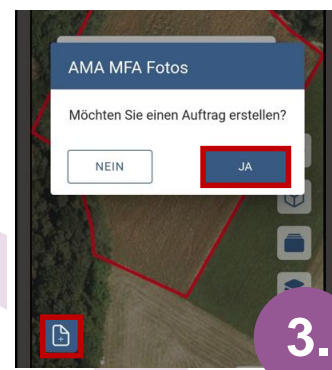 AMA MFA Fotos
Möchten Sie einen Auftrag erstellen?
NEIN
JA
3.